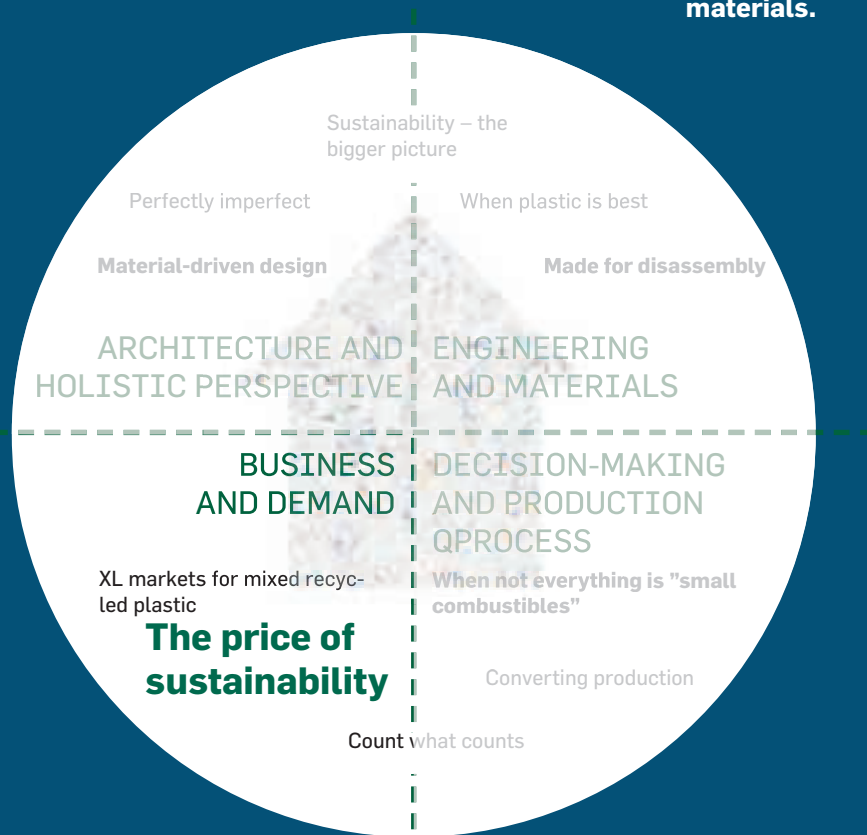 materials.
Sustainability – the
bigger picture
Perfectly imperfect
When plastic is best
Material-driven design
Made for disassembly
ARCHITECTURE AND
HOLISTIC PERSPECTIVE
ENGINEERING
AND MATERIALS
BUSINESS
AND DEMAND
DECISION-MAKING
AND PRODUCTION
QPROCESS
XL markets for mixed recyc-
led plastic
When not everything is ”small
combustibles”
The price of
sustainability
Converting production
Count what counts